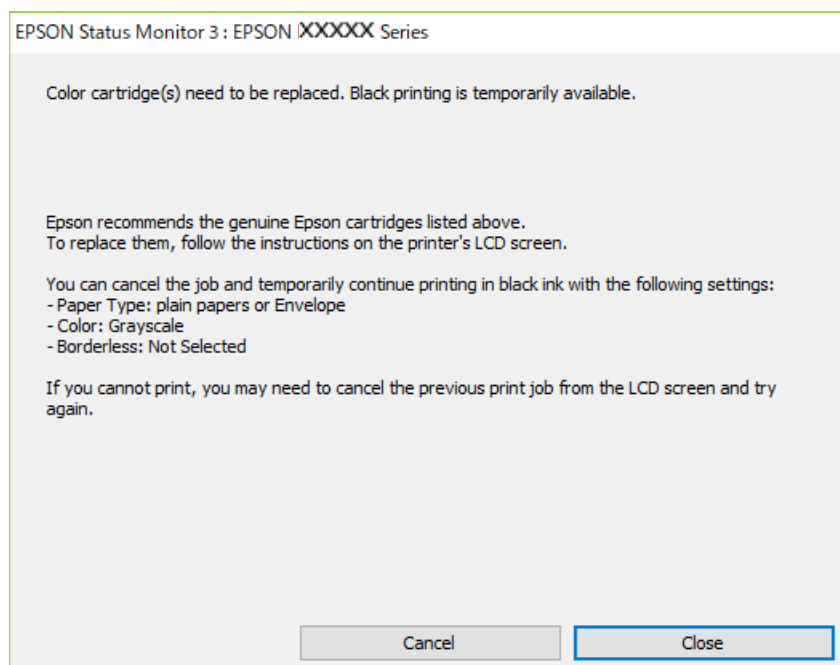 EPSON Status Monitor 3 : EPSON XXXXX Series
Color cartridge(s) need to be replaced. Black printing is temporarily available.
Epson recommends the genuine Epson cartridges listed above.
To replace them, follow the instructions on the printer's LCD screen.
You can cancel the job and temporarily continue printing in black ink with the following settings:
- Paper Type: plain papers or Envelope
- Color: Grayscale
- Borderless: Not Selected
If you cannot print, you may need to cancel the previous print job from the LCD screen and try
again.
Cancel
Close